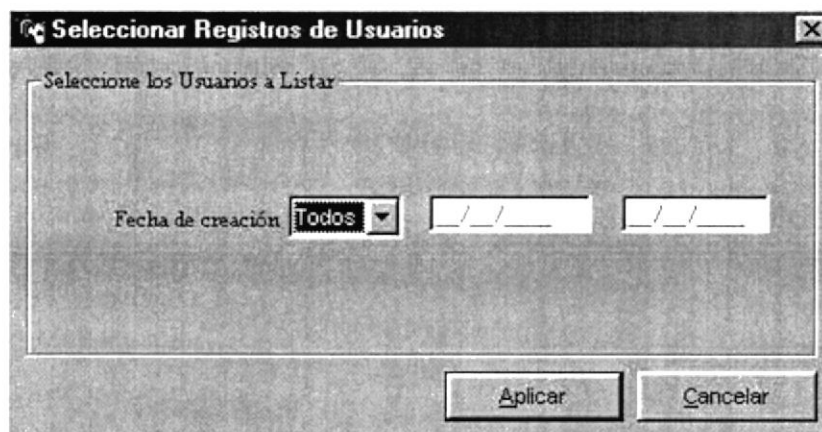 Seleccionar Registros de Usuarios
Seleccione los Usuarios a Listar
Fecha de creación Todos __/__/____ __/__/____
Aplicar Cancelar